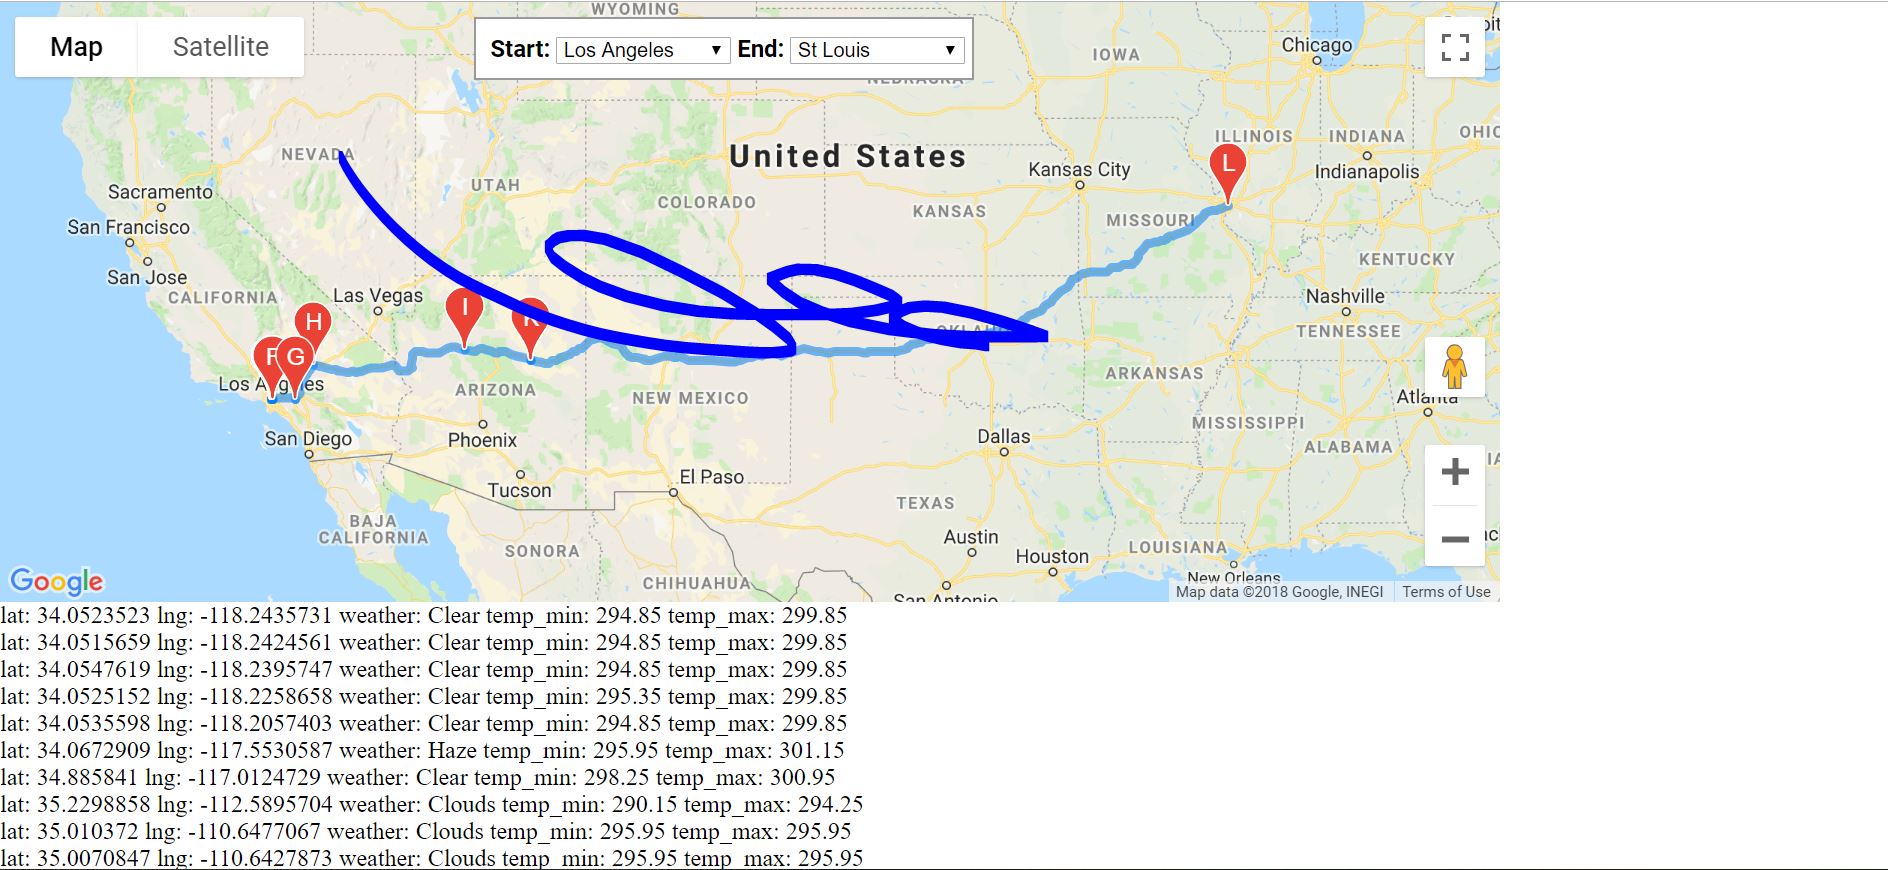 WYOMING
Map Satellite
Start: Los Angeles End: St Louis
Chicago
IOWA
NEBRASKA
ILLINOIS INDIANA OHIO
NEVADA
United States
L
Kansas City
Indianapolis
Sacramento
UTAH
COLORADO
KANSAS
MISSOURI
San Francisco
San Jose
KENTUCKY
CALIFORNIA
Las Vegas
Nashville
H I K
OKLAH
TENNESSEE
F G
Los Angeles
ARIZONA
NEW MEXICO
ARKANSAS
Atlanta
San Diego
Phoenix
Dallas
MISSISSIPPI
ALABAMA
Tucson
El Paso
TEXAS
BAJA
CALIFORNIA
SONORA
Austin
Houston
LOUISIANA
CHIHUAHUA
New Orleans
San Antonio
Google
Map data ©2018 Google, INEGI Terms of Use
lat: 34.0523523 lng: -118.2435731 weather: Clear temp_min: 294.85 temp_max: 299.85
lat: 34.0515659 lng: -118.2424561 weather: Clear temp_min: 294.85 temp_max: 299.85
lat: 34.0547619 lng: -118.2395747 weather: Clear temp_min: 294.85 temp_max: 299.85
lat: 34.0525152 lng: -118.2258658 weather: Clear temp_min: 295.35 temp_max: 299.85
lat: 34.0535598 lng: -118.2057403 weather: Clear temp_min: 294.85 temp_max: 299.85
lat: 34.0672909 lng: -117.5530587 weather: Haze temp_min: 295.95 temp_max: 301.15
lat: 34.885841 lng: -117.0124729 weather: Clear temp_min: 298.25 temp_max: 300.95
lat: 35.2298858 lng: -112.5895704 weather: Clouds temp_min: 290.15 temp_max: 294.25
lat: 35.010372 lng: -110.6477067 weather: Clouds temp_min: 295.95 temp_max: 295.95
lat: 35.0070847 lng: -110.6427873 weather: Clouds temp_min: 295.95 temp_max: 295.95